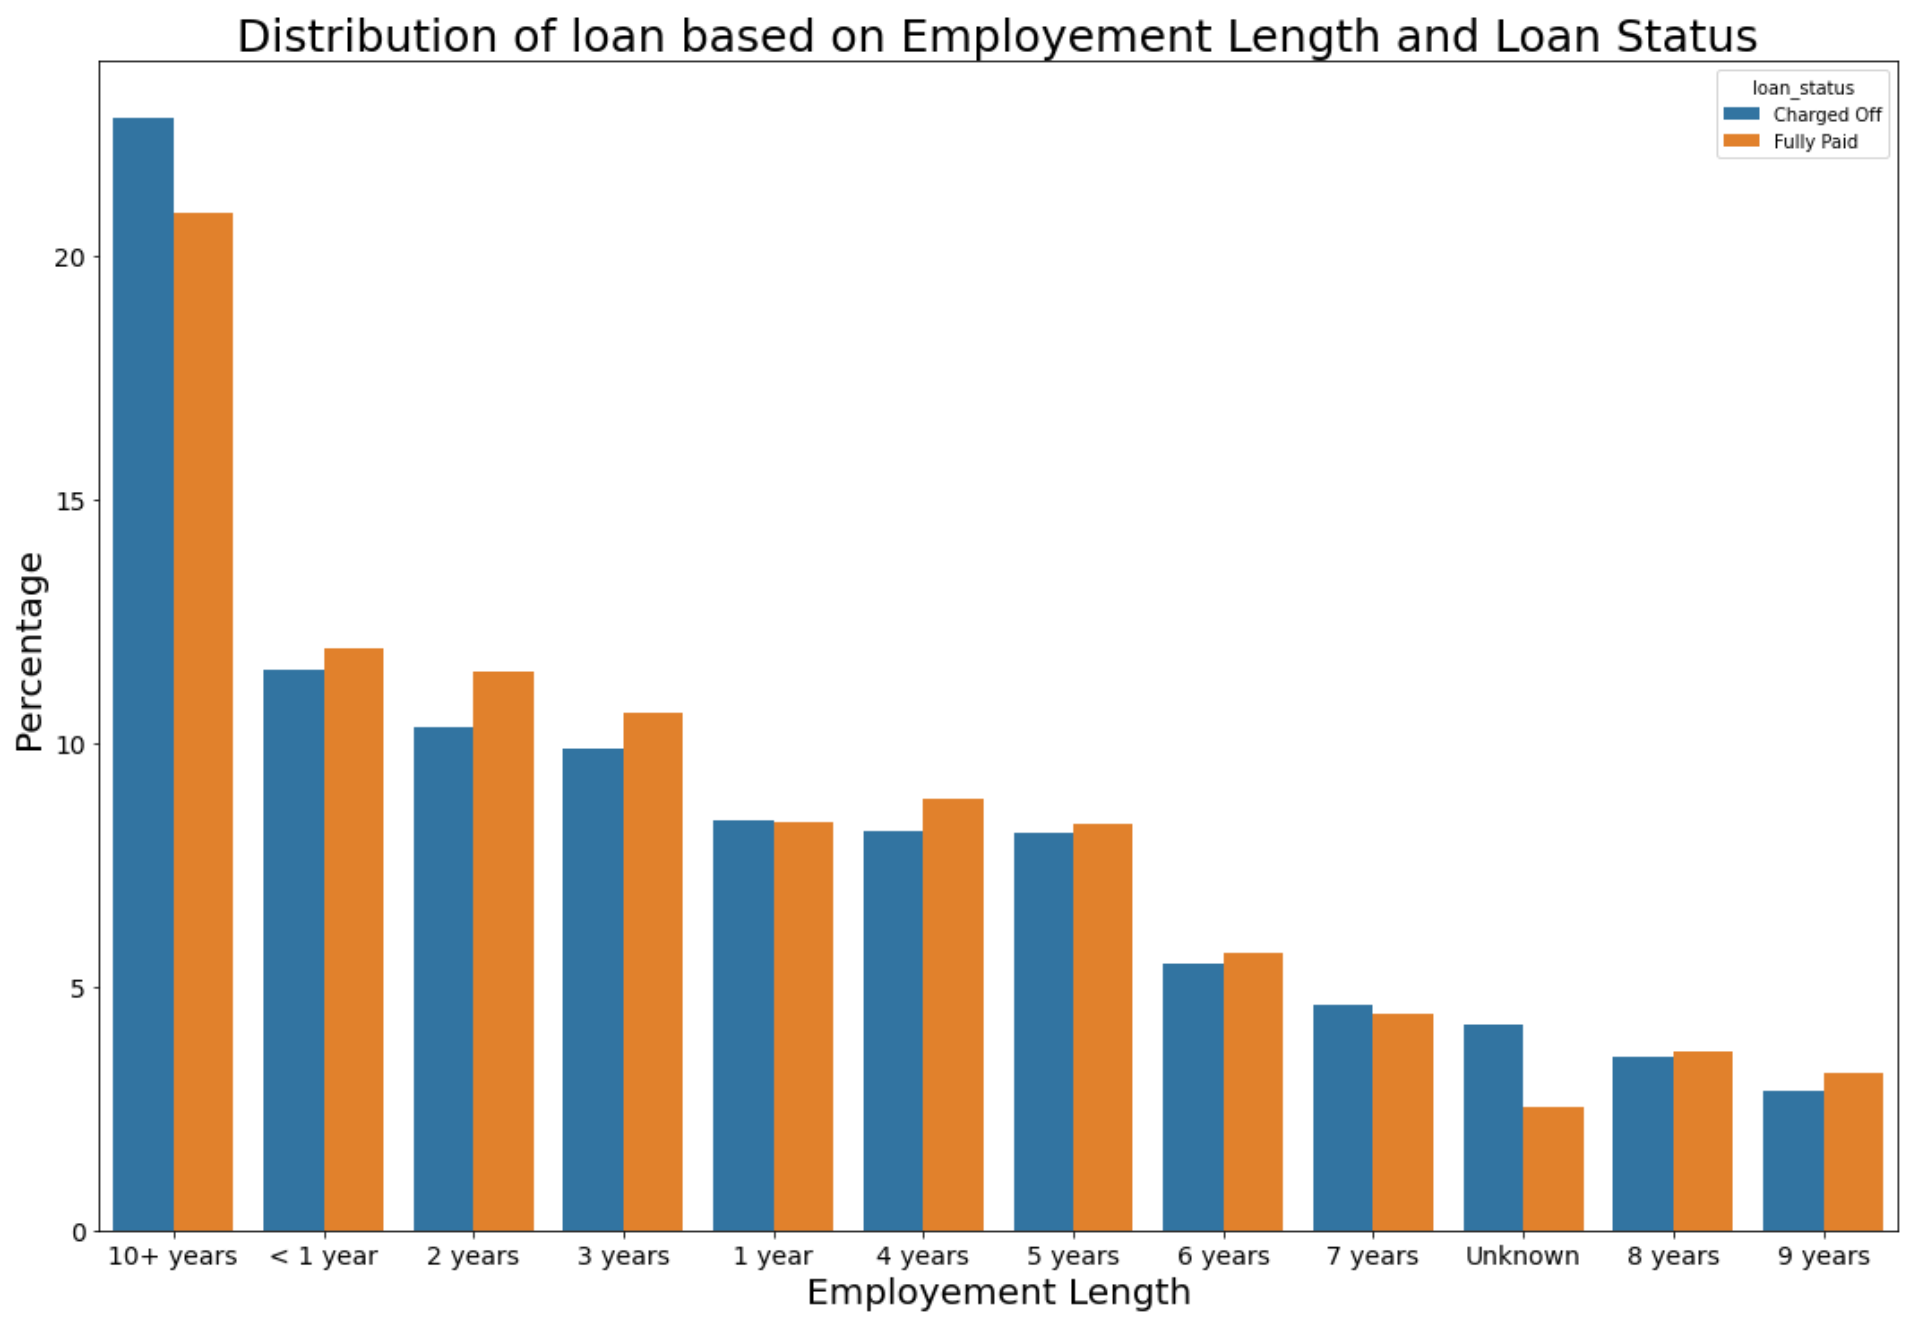 Distribution of loan based on Employement Length and Loan Status
loan_status
Charged Off
Fully Paid
Percentage
20
15
10
5
0
10+ years
< 1 year
2 years
3 years
1 year
4 years
5 years
6 years
7 years
Unknown
8 years
9 years
Employement Length